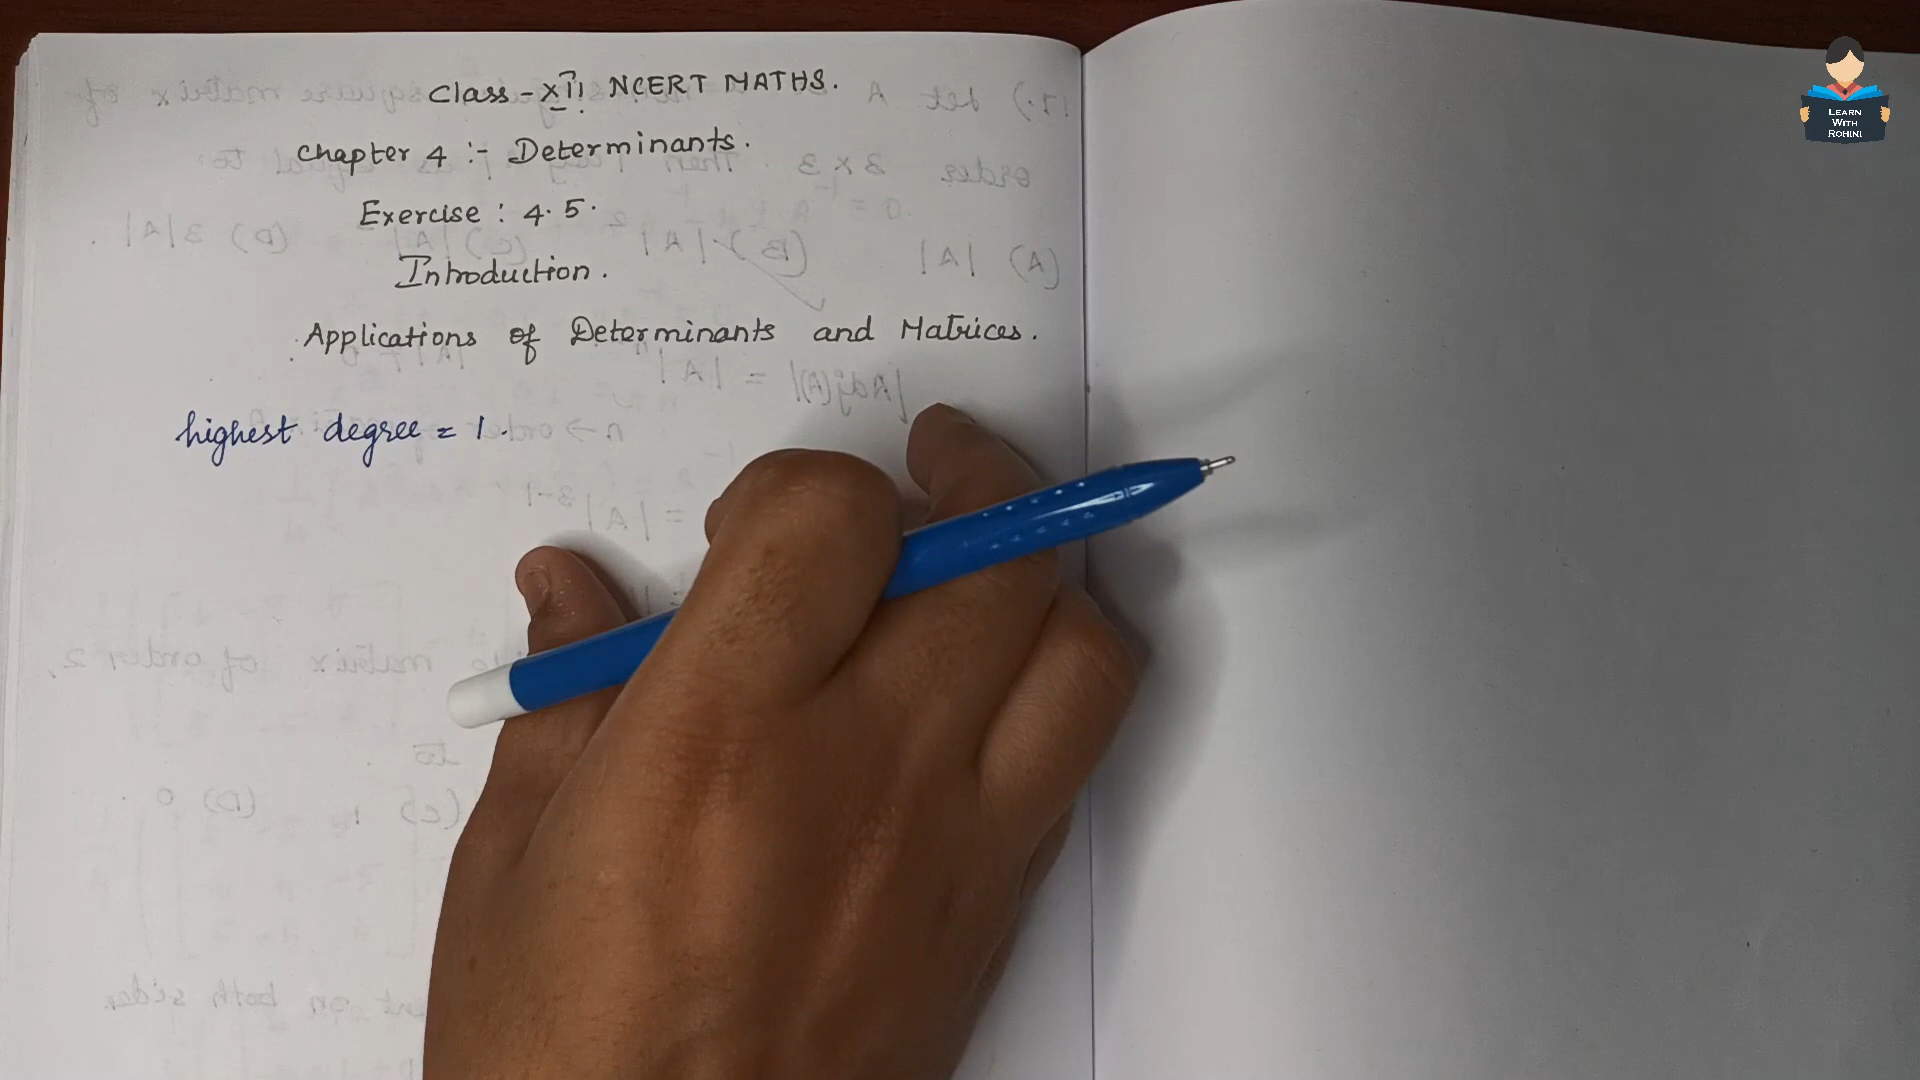 Class - XII NCERT MATHS.
Chapter 4 :- Determinants.
Exercise : 4.5.
Introduction.
Applications of Determinants and Matrices.
highest degree = 1.
LEARN
WITH
ROHINI